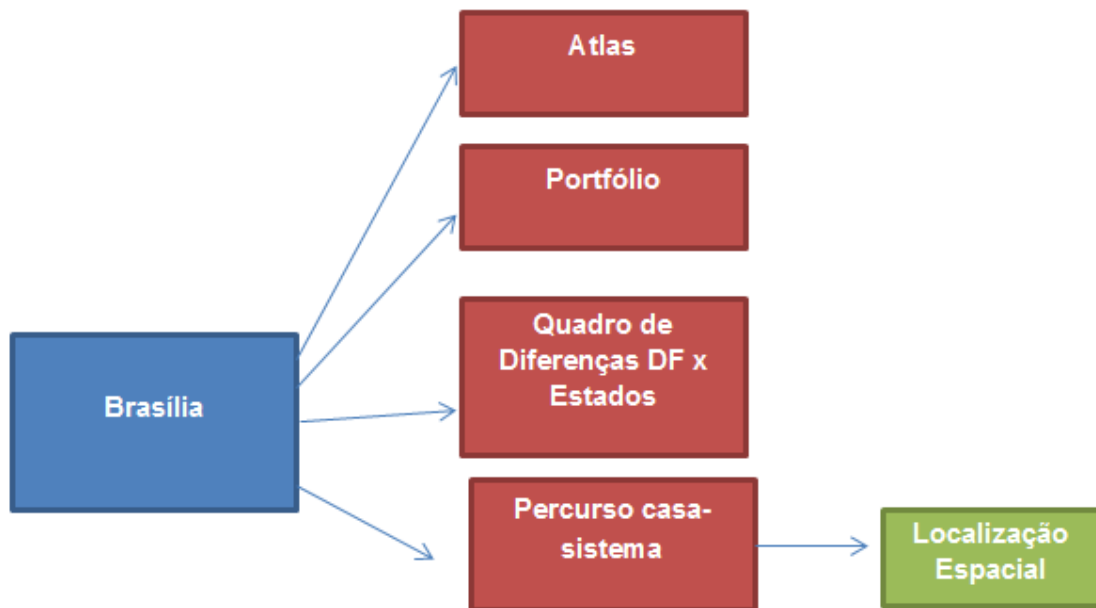 Atlas
Portfólio
Quadro de
Diferenças DF x
Estados
Brasília
Percurso casa-
sistema
Localização
Espacial